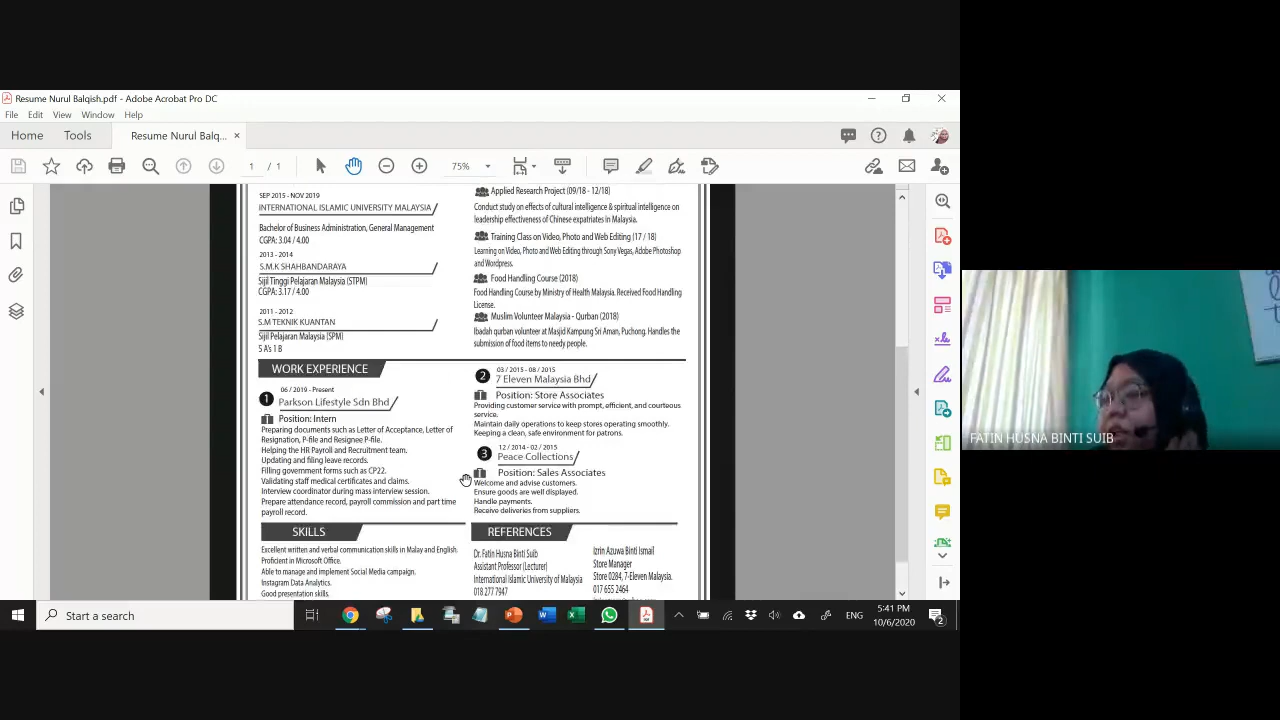 Resume Nurul Balqish.pdf - Adobe Acrobat Pro DC
File Edit View Window Help
Home Tools Resume Nurul Balq... ×
1 / 1 75%
SEP 2015 - NOV 2019
INTERNATIONAL ISLAMIC UNIVERSITY MALAYSIA
Bachelor of Business Administration, General Management
CGPA: 3.04 / 4.00
2013 - 2014
S.M.K SHAHBANDARAYA
Sijil Tinggi Pelajaran Malaysia (STPM)
CGPA: 3.17 / 4.00
2011 - 2012
S.M TEKNIK KUANTAN
Sijil Pelajaran Malaysia (SPM)
5 A's 1 B
Applied Research Project (09/18 - 12/18)
Conduct study on effects of cultural intelligence & spiritual intelligence on
leadership effectiveness of Chinese expatriates in Malaysia.
Training Class on Video, Photo and Web Editing (17 / 18)
Learning on Video, Photo and Web Editing through Sony Vegas, Adobe Photoshop
and Wordpress.
Food Handling Course (2018)
Food Handling Course by Ministry of Health Malaysia. Received Food Handling
License.
Muslim Volunteer Malaysia - Qurban (2018)
Ibadah qurban volunteer at Masjid Kampung Sri Aman, Puchong. Handles the
submission of food items to needy people.
WORK EXPERIENCE
1 06 / 2019 - Present
Parkson Lifestyle Sdn Bhd
Position: Intern
Preparing documents such as Letter of Acceptance, Letter of
Resignation, P-file and Resignee P-file.
Helping the HR Payroll and Recruitment team.
Updating and filing leave records.
Filling government forms such as CP22.
Validating staff medical certificates and claims.
Interview coordinator during mass interview session.
Prepare attendance record, payroll commission and part time
payroll record.
2 03 / 2015 - 08 / 2015
7 Eleven Malaysia Bhd
Position: Store Associates
Providing customer service with prompt, efficient, and courteous
service.
Maintain daily operations to keep stores operating smoothly.
Keeping a clean, safe environment for patrons.
3 12 / 2014 - 02 / 2015
Peace Collections
Position: Sales Associates
Welcome and advise customers.
Ensure goods are well displayed.
Handle payments.
Receive deliveries from suppliers.
SKILLS
Excellent written and verbal communication skills in Malay and English.
Proficient in Microsoft Office.
Able to manage and implement Social Media campaign.
Instagram Data Analytics.
Good presentation skills.
REFERENCES
Dr. Fatin Husna Binti Suib
Assistant Professor (Lecturer)
International Islamic University of Malaysia
018 277 7947
Izrin Azuwa Binti Ismail
Store Manager
Store 0284, 7-Eleven Malaysia.
017 655 2464
FATIN HUSNA BINTI SUIB
Start a search
ENG
5:41 PM
10/6/2020
2